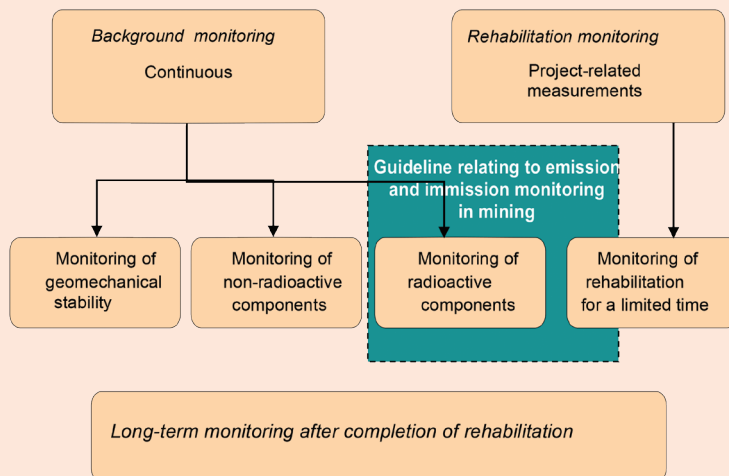 Background monitoring
Continuous
Rehabilitation monitoring
Project-related
measurements
Guideline relating to emission
and immission monitoring
in mining
Monitoring of
geomechanical
stability
Monitoring of
non-radioactive
components
Monitoring of
radioactive
components
Monitoring of
rehabilitation
for a limited time
Long-term monitoring after completion of rehabilitation